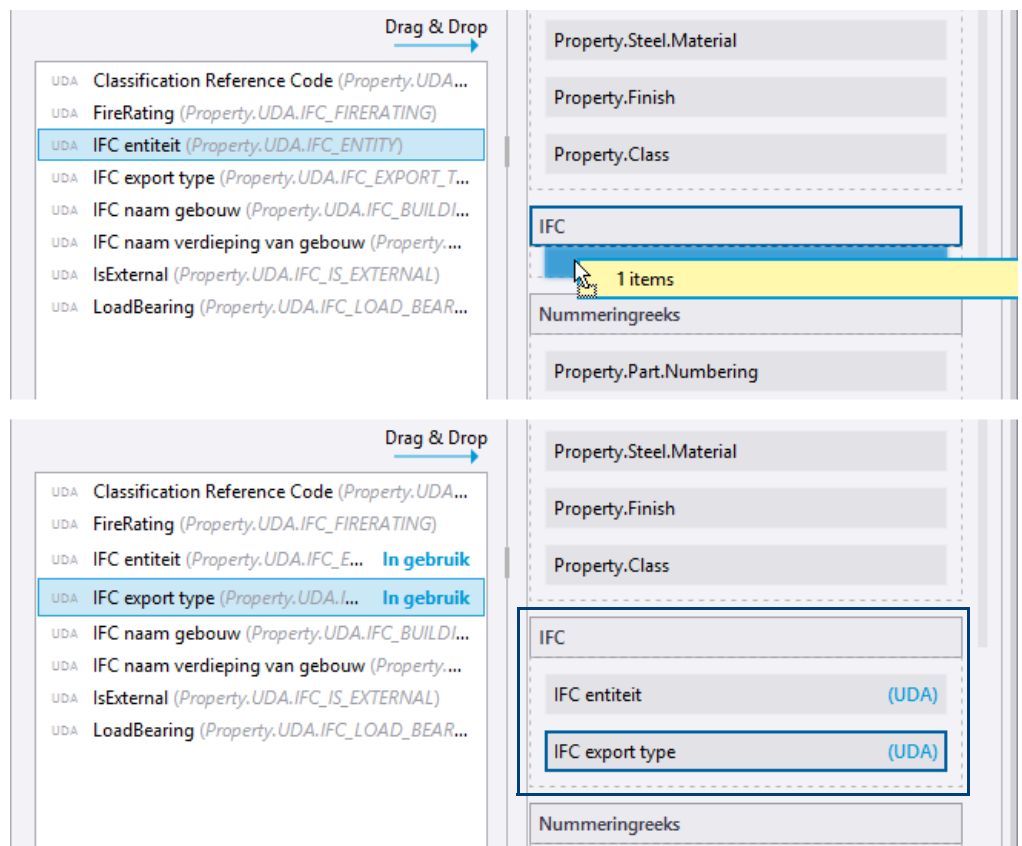 Drag & Drop
UDA Classification Reference Code (Property.UDA...
UDA FireRating (Property.UDA.IFC_FIRERATING)
UDA IFC entiteit (Property.UDA.IFC_ENTITY)
UDA IFC export type (Property.UDA.IFC_EXPORT_T...
UDA IFC naam gebouw (Property.UDA.IFC_BUILDI...
UDA IFC naam verdieping van gebouw (Property....
UDA IsExternal (Property.UDA.IFC_IS_EXTERNAL)
UDA LoadBearing (Property.UDA.IFC_LOAD_BEAR...
Property.Steel.Material
Property.Finish
Property.Class
IFC
1 items
Nummeringreeks
Property.Part.Numbering
Drag & Drop
UDA Classification Reference Code (Property.UDA...
UDA FireRating (Property.UDA.IFC_FIRERATING)
UDA IFC entiteit (Property.UDA.IFC_E... In gebruik
UDA IFC export type (Property.UDA.I... In gebruik
UDA IFC naam gebouw (Property.UDA.IFC_BUILDI...
UDA IFC naam verdieping van gebouw (Property....
UDA IsExternal (Property.UDA.IFC_IS_EXTERNAL)
UDA LoadBearing (Property.UDA.IFC_LOAD_BEAR...
Property.Steel.Material
Property.Finish
Property.Class
IFC
IFC entiteit (UDA)
IFC export type (UDA)
Nummeringreeks